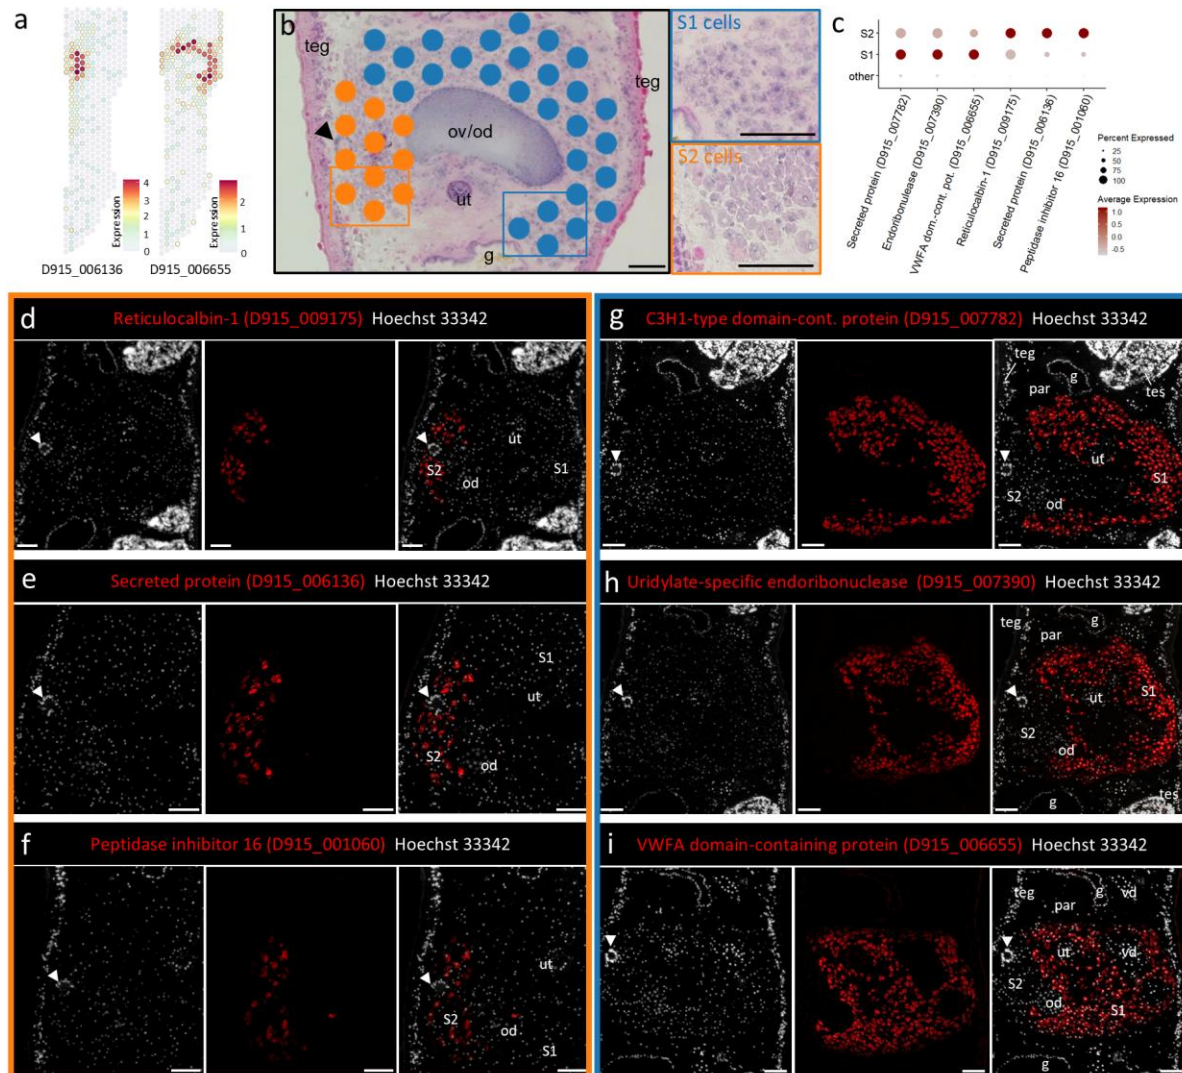 a
4
3
2
1
0
Expression
2
1
0
Expression
D915_006136
D915_006655
b
teg
teg
ov/od
ut
g
S1 cells
S2 cells
c
S2
S1
other
Secreted protein (D915_007782)
Endoribonuclease (D915_007390)
VWFA dom.-cont. pot. (D915_006655)
Reticulocalbin-1 (D915_009175)
Secreted protein (D915_006136)
Peptidase inhibitor 16 (D915_001060)
Percent Expressed
25
50
75
100
Average Expression
1.0
0.5
0.0
-0.5
d
Reticulocalbin-1 (D915_009175) Hoechst 33342
ut
S2
S1
od
e
Secreted protein (D915_006136) Hoechst 33342
S1
ut
S2
od
f
Peptidase inhibitor 16 (D915_001060) Hoechst 33342
ut
S2
od
S1
g
C3H1-type domain-cont. protein (D915_007782) Hoechst 33342
teg
g
par
tes
ut
S1
S2
od
h
Uridylate-specific endoribonuclease (D915_007390) Hoechst 33342
teg
g
par
S1
ut
S2
od
g
tes
i
VWFA domain-containing protein (D915_006655) Hoechst 33342
teg
g
vd
par
ut
vd
S2
od
S1
g